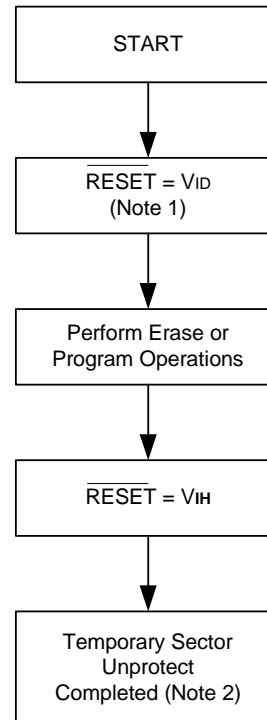 START
RESET = VID
(Note 1)
Perform Erase or
Program Operations
RESET = VIH
Temporary Sector
Unprotect
Completed (Note 2)